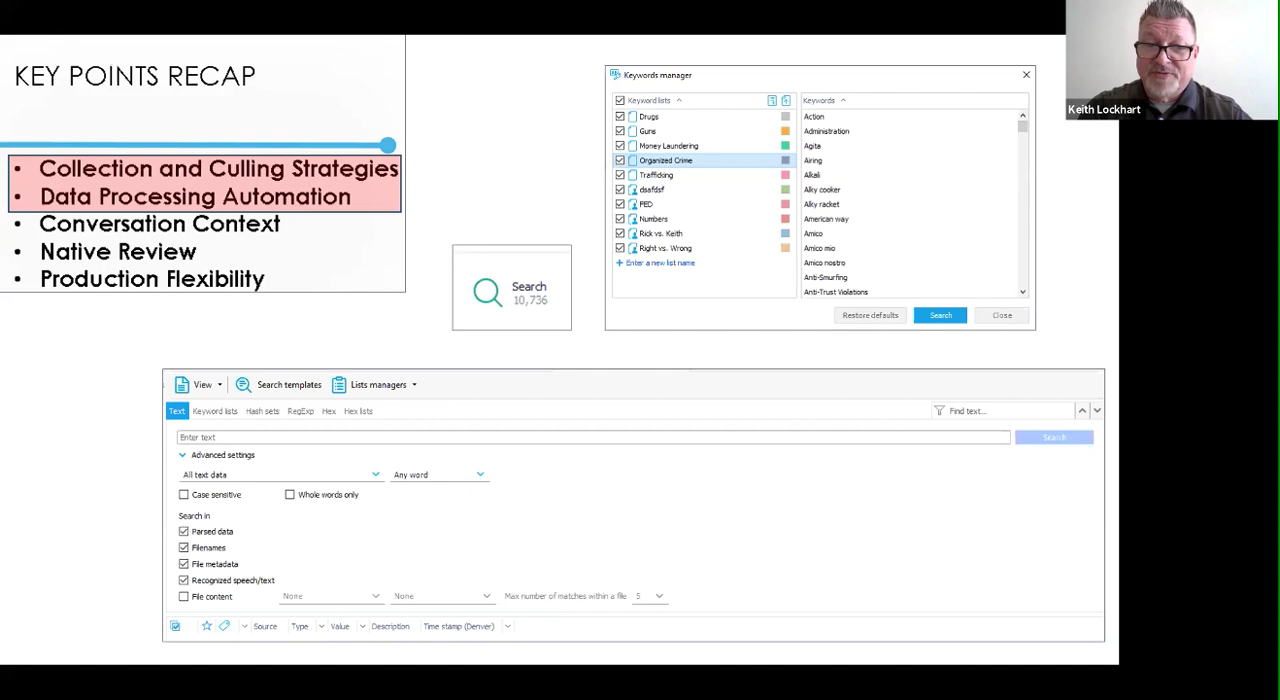 KEY POINTS RECAP
• Collection and Culling Strategies
• Data Processing Automation
• Conversation Context
• Native Review
• Production Flexibility
Search
10,736
Keywords manager
Keyword lists
Drugs
Guns
Money Laundering
Organized Crime
Trafficking
dsafdsf
FED
Numbers
Rick vs. Keith
Right vs. Wrong
+ Enter a new list name
Keywords
Action
Administration
Agita
Airing
Alkali
Alky cooker
Alky racket
American way
Amico
Amico mio
Amico nostro
Anti-Smurfing
Anti-Trust Violations
Restore defaults Search Close
Keith Lockhart
View Search templates Lists managers
Text Keyword lists Hash sets RegExp Hex Hex lists Find text...
Enter text Search
Advanced settings
All text data Any word
Case sensitive Whole words only
Search in
Parsed data
Filenames
File metadata
Recognized speech/text
File content None None Max number of matches within a file 5
Source Type Value Description Time stamp (Denver)